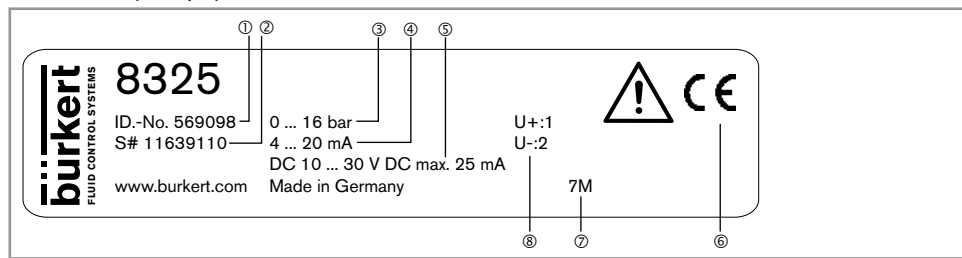 ① ② ③ ④ ⑤
bürkert
FLUID CONTROL SYSTEMS
8325
ID.-No. 569098
S# 11639110
www.burkert.com
0 ... 16 bar
4 ... 20 mA
DC 10 ... 30 V DC max. 25 mA
Made in Germany
U+:1
U-:2
7M
CE
⑧ ⑦ ⑥